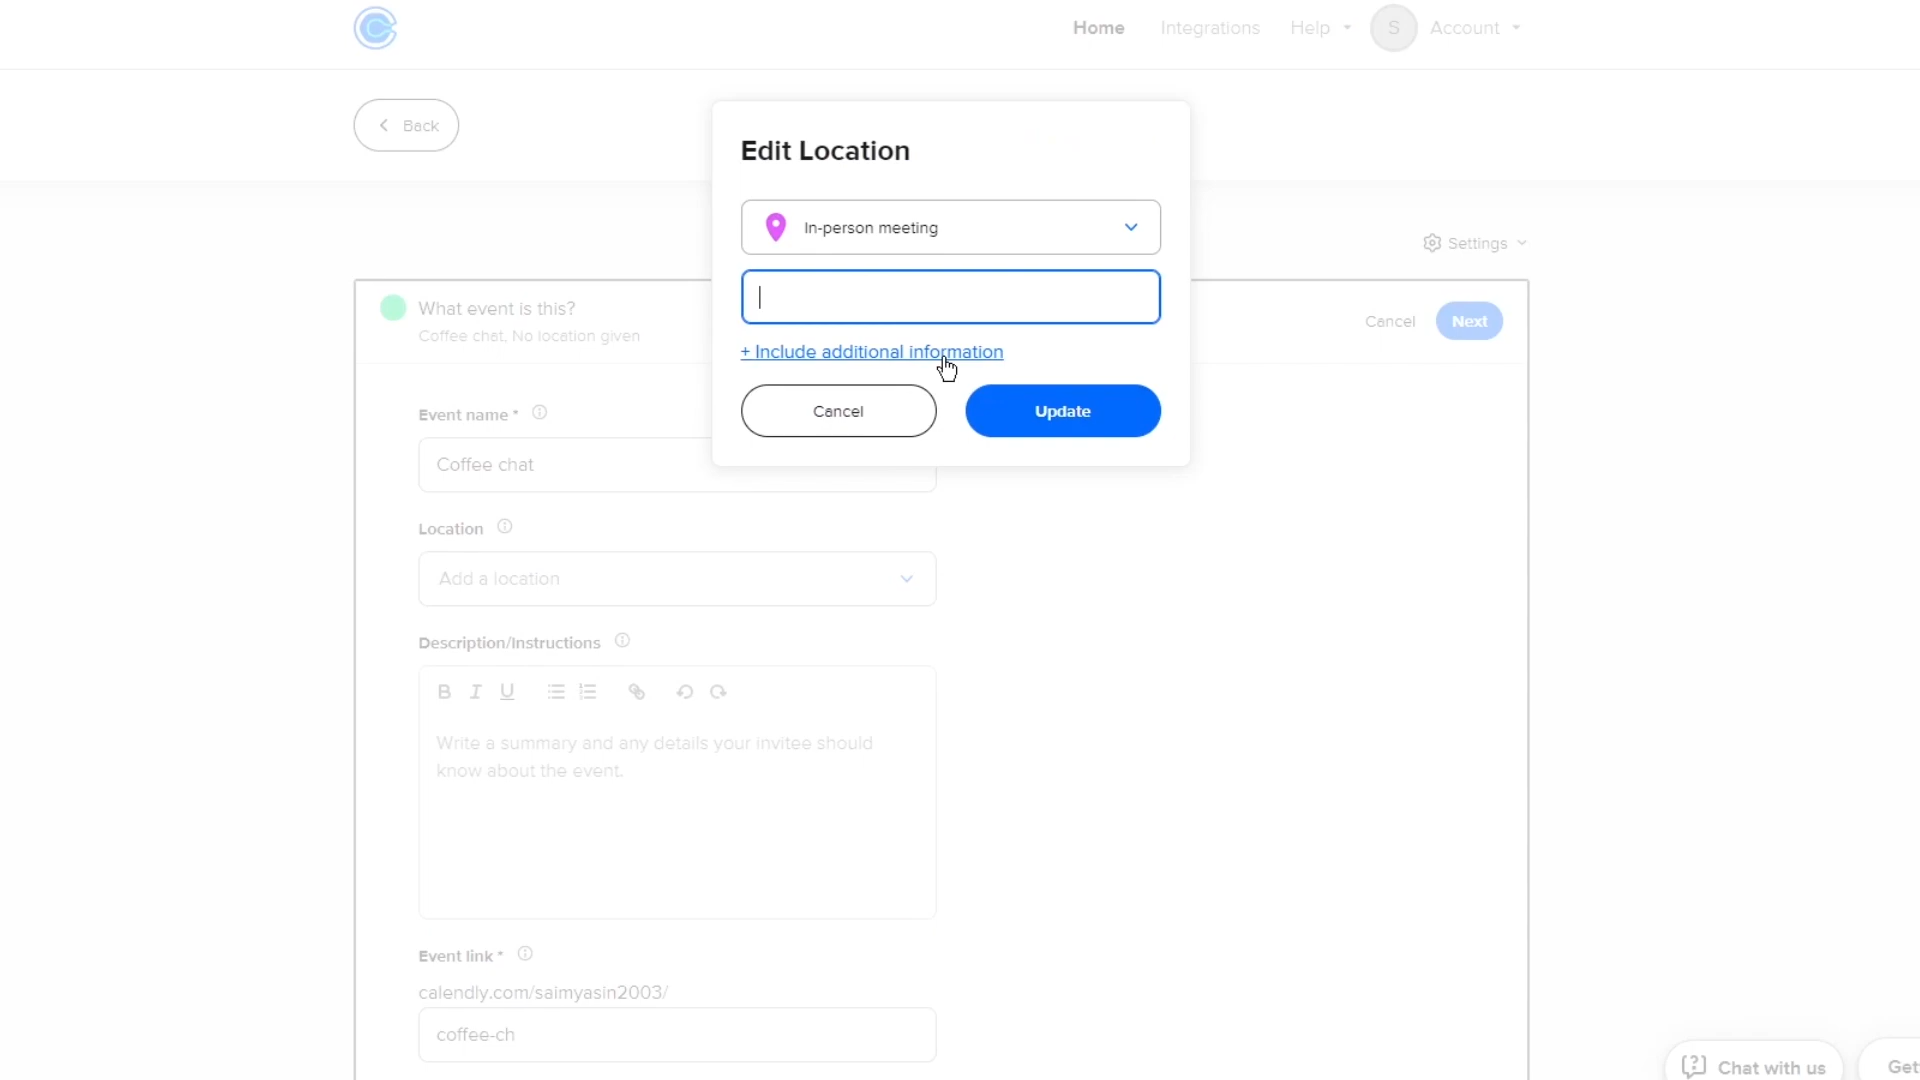 Home
Integrations
Help
S
Account
Back
Edit Location
In-person meeting
Settings
What event is this?
Coffee chat, No location given
Cancel
Next
+ Include additional information
Cancel
Update
Event name *
Coffee chat
Location
Add a location
Description/Instructions
B I U
Write a summary and any details your invitee should
know about the event.
Event link *
calendly.com/saimyasin2003/
coffee-ch
Chat with us
Get